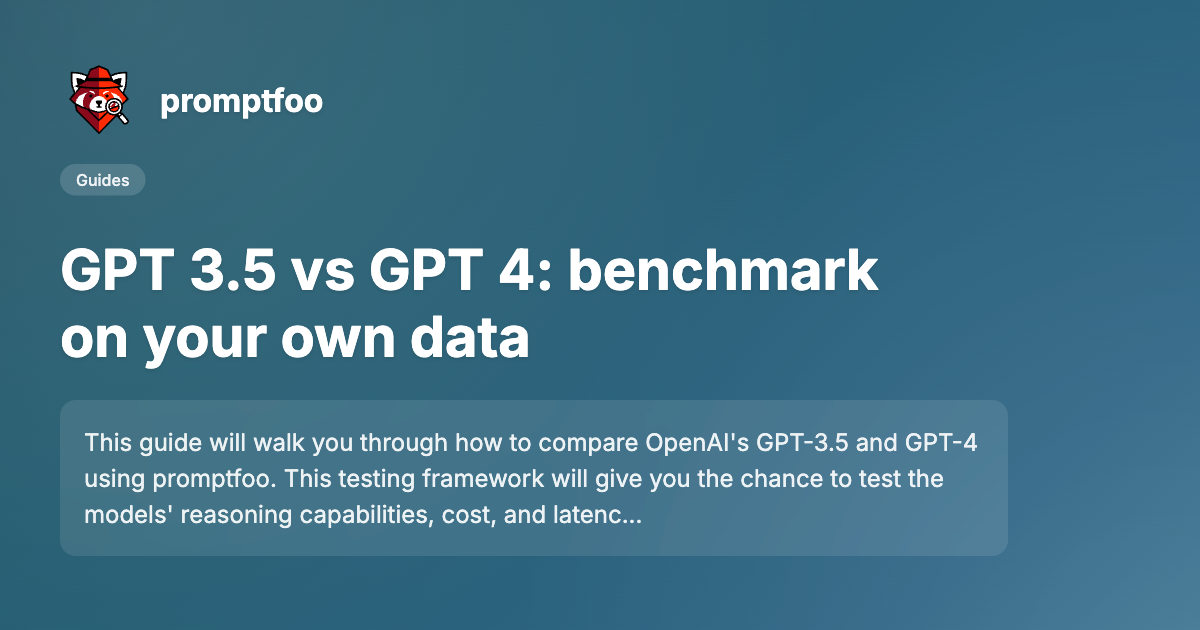 promptfoo
Guides
GPT 3.5 vs GPT 4: benchmark
on your own data
This guide will walk you through how to compare OpenAI's GPT-3.5 and GPT-4
using promptfoo. This testing framework will give you the chance to test the
models' reasoning capabilities, cost, and latenc...